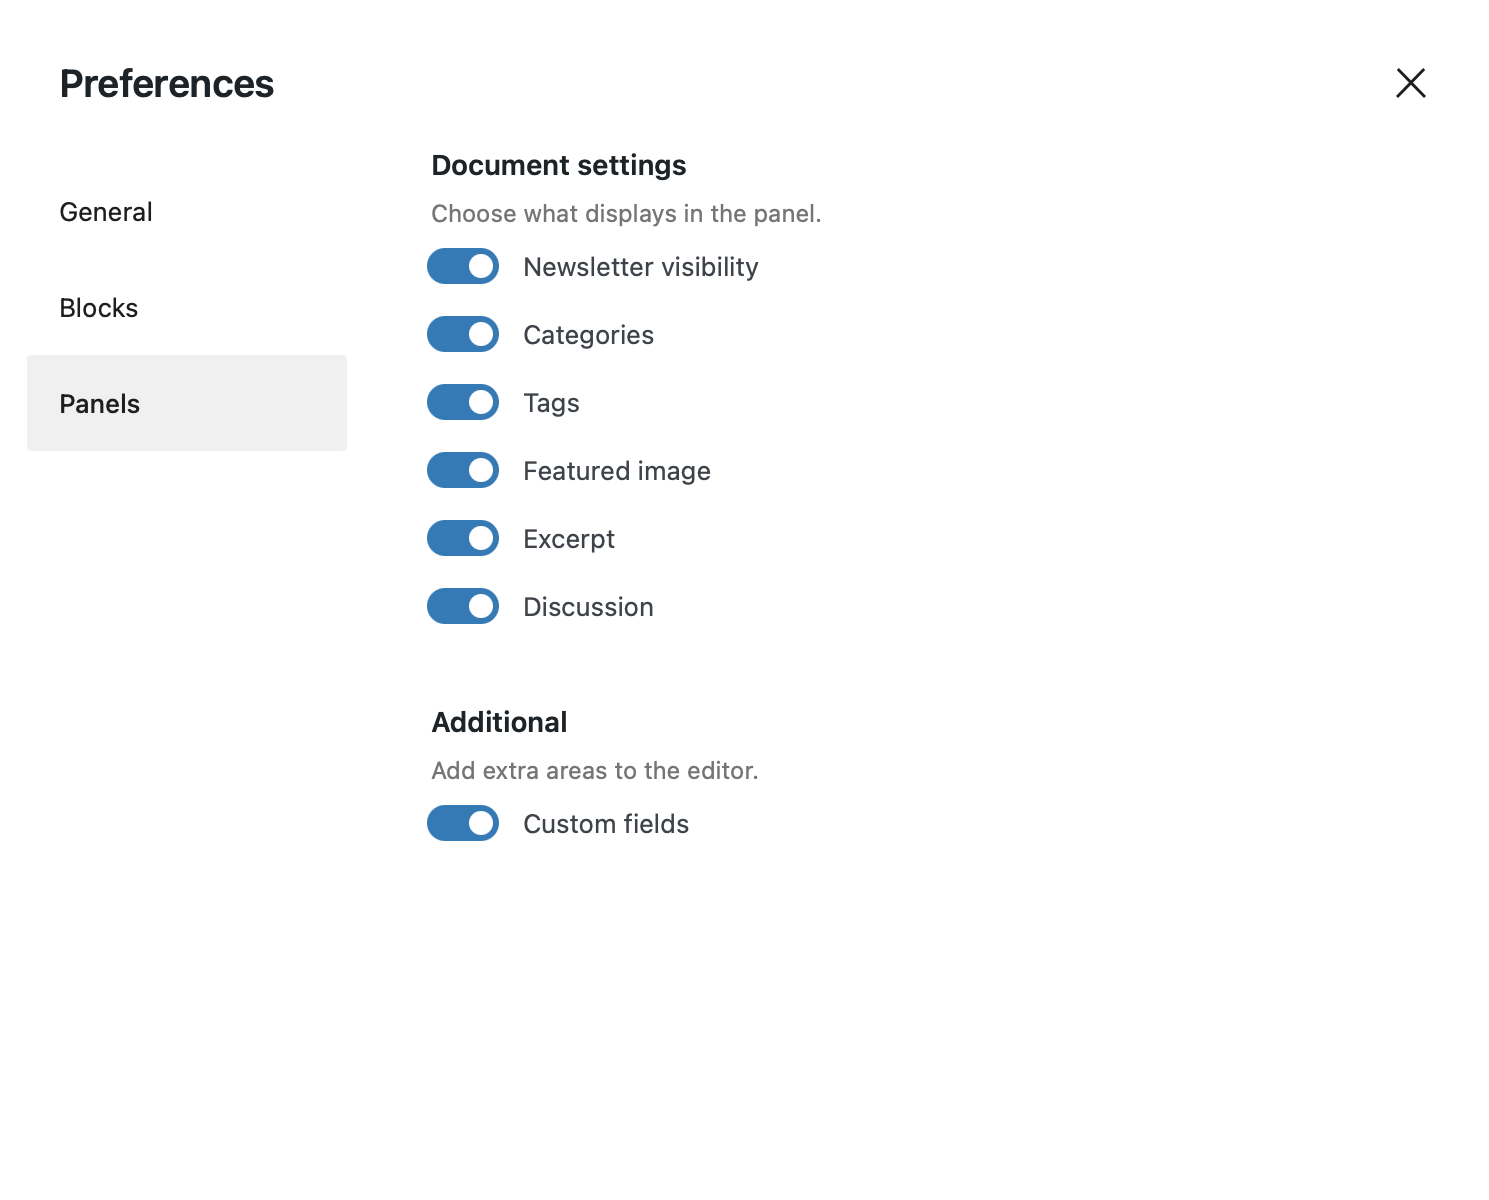 Preferences
General
Blocks
Panels
Document settings
Choose what displays in the panel.
Newsletter visibility
Categories
Tags
Featured image
Excerpt
Discussion
Additional
Add extra areas to the editor.
Custom fields